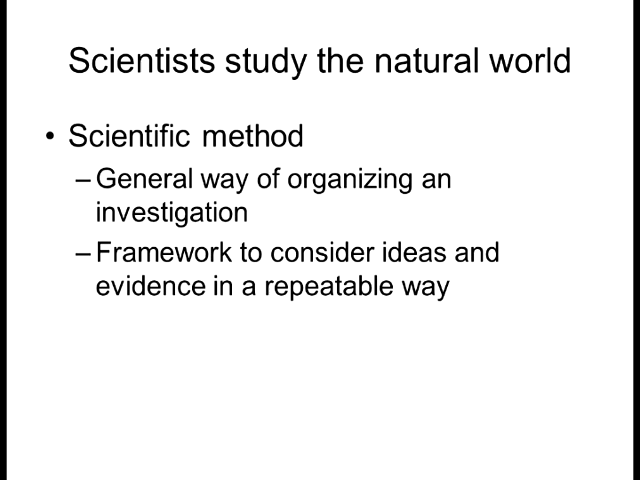 Scientists study the natural world
• Scientific method
– General way of organizing an
investigation
– Framework to consider ideas and
evidence in a repeatable way